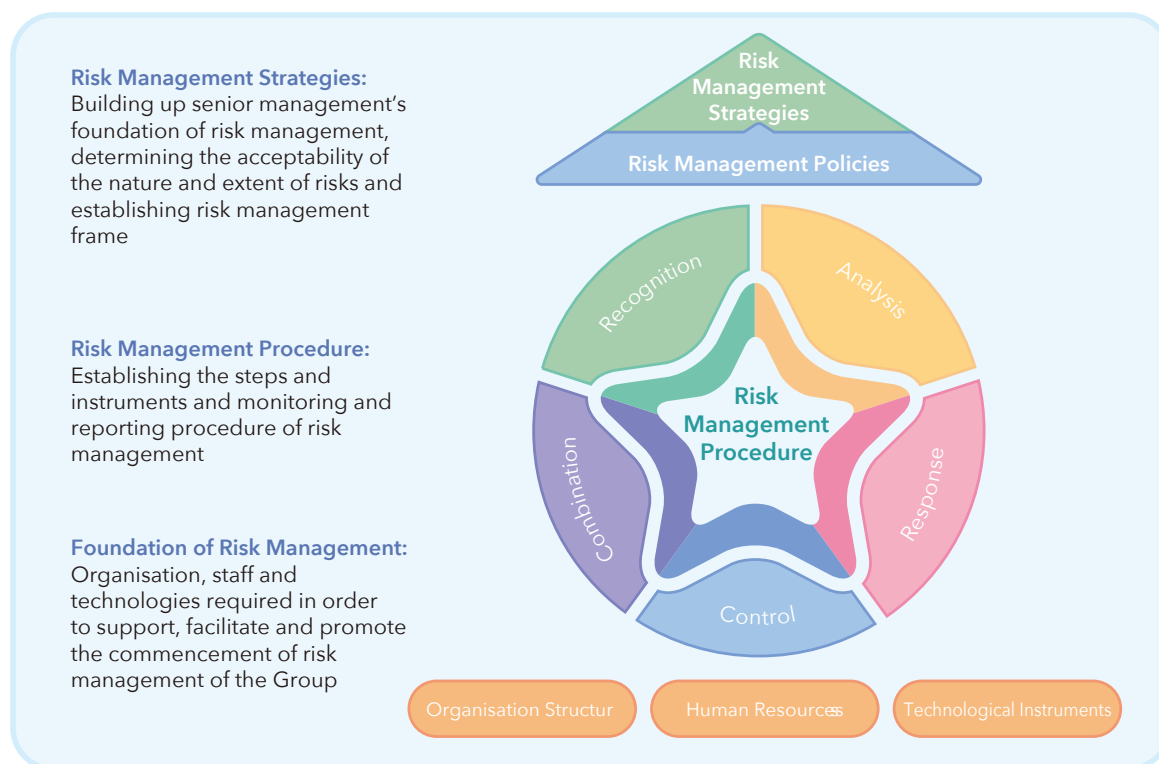 Risk Management Strategies:
Building up senior management's
foundation of risk management,
determining the acceptability of
the nature and extent of risks and
establishing risk management
frame
Risk Management Procedure:
Establishing the steps and
instruments and monitoring and
reporting procedure of risk
management
Foundation of Risk Management:
Organisation, staff and
technologies required in order
to support, facilitate and promote
the commencement of risk
management of the Group
Risk
Management
Strategies
Risk Management Policies
Recognition
Analysis
Risk
Management
Procedure
Combination
Response
Control
Organisation Structur
Human Resources
Technological Instruments